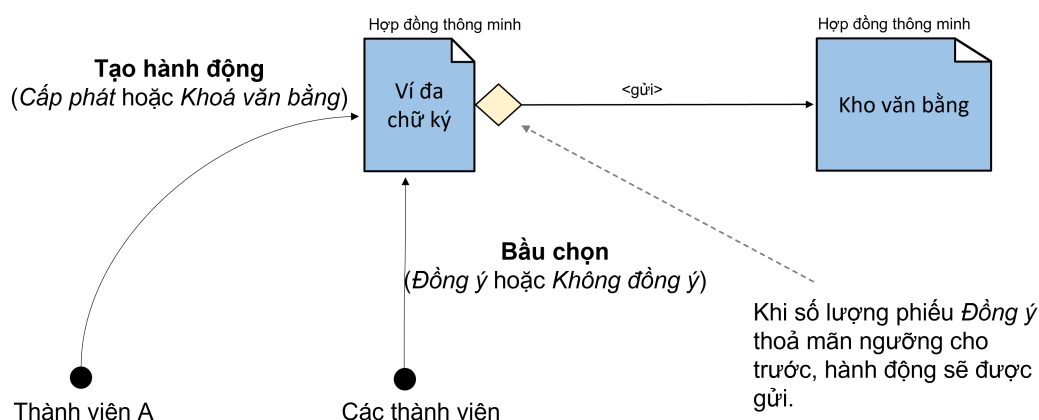 Hợp đồng thông minh
Hợp đồng thông minh
Tạo hành động
(Cấp phát hoặc Khoá văn bằng)
Ví đa
chữ ký
<gửi>
Kho văn bằng
Bầu chọn
(Đồng ý hoặc Không đồng ý)
Khi số lượng phiếu Đồng ý
thoả mãn ngưỡng cho
trước, hành động sẽ được
gửi.
Thành viên A
Các thành viên